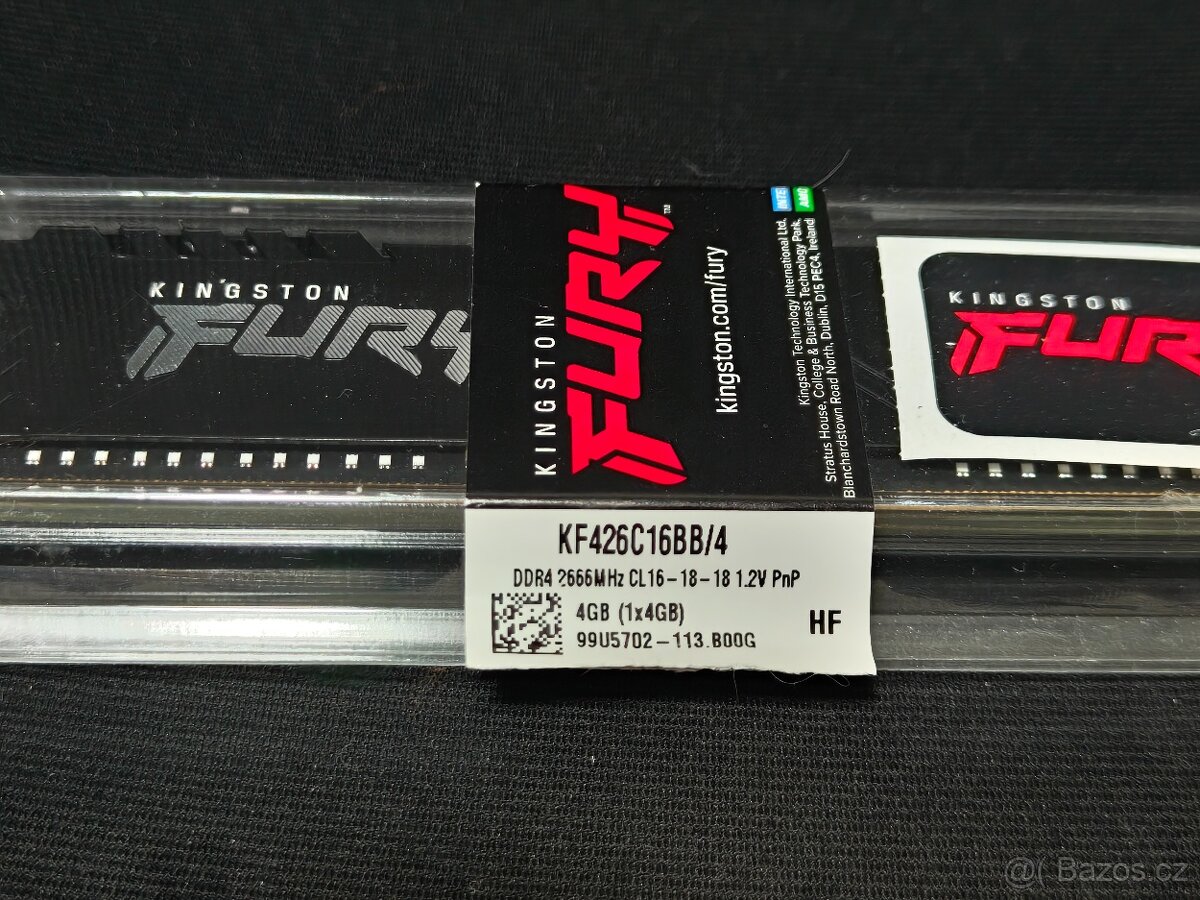 KINGSTON
FURY
KINGSTON
FURY™
kingston.com/fury
INTEL
AMD
Kingston Technology International Ltd.
Stratus House, College & Business Technology Park,
Blanchardstown Road North, Dublin, D15 PEC4, Ireland
KINGSTON
FUR
KF426C16BB/4
DDR4 2666MHz CL16-18-18 1.2V PnP
4GB (1x4GB)
99U5702-113.B00G
HF
@( Bazos.cz